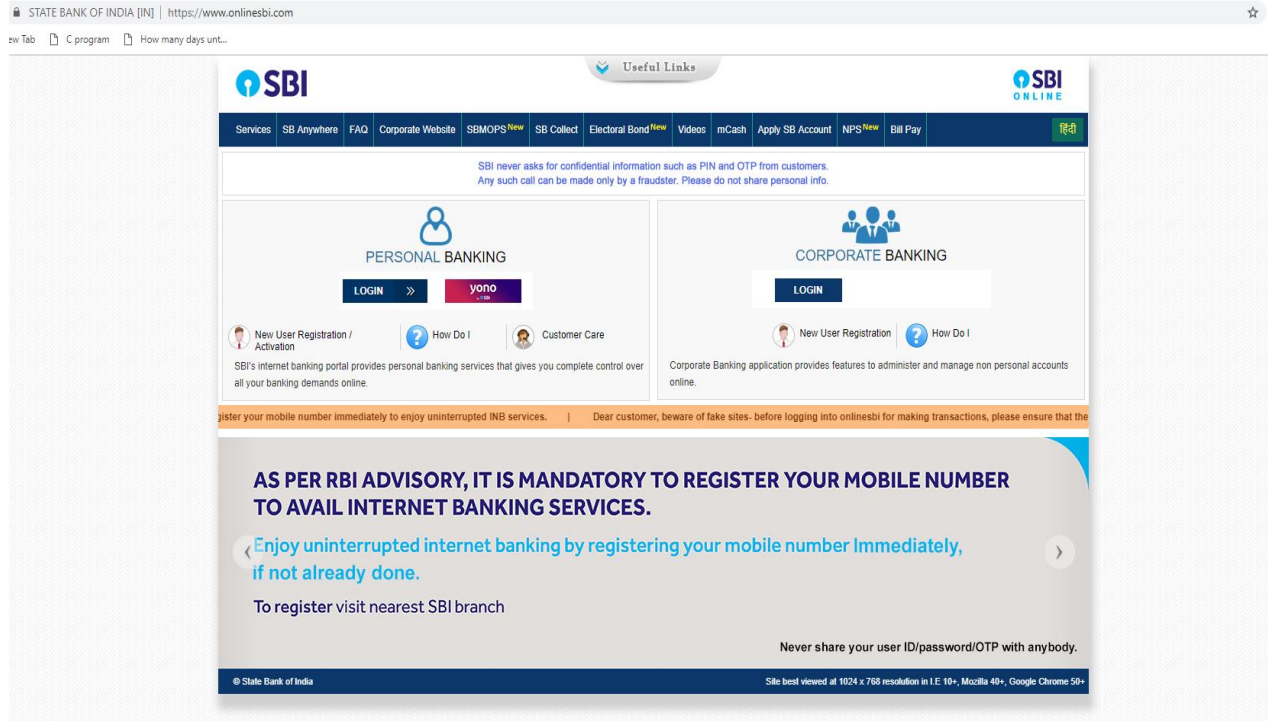 STATE BANK OF INDIA [IN] | https://www.onlinesbi.com
ew Tab C program How many days unt...
SBI
Useful Links
SBI
ONLINE
Services SB Anywhere FAQ Corporate Website SBMOPS New SB Collect Electoral Bond New Videos mCash Apply SB Account NPS New Bill Pay हिंदी
SBI never asks for confidential information such as PIN and OTP from customers.
Any such call can be made only by a fraudster. Please do not share personal info.
PERSONAL BANKING
LOGIN » yono
New User Registration /
Activation
How Do I
Customer Care
SBI's internet banking portal provides personal banking services that gives you complete control over
all your banking demands online.
CORPORATE BANKING
LOGIN
New User Registration
How Do I
Corporate Banking application provides features to administer and manage non personal accounts
online.
gister your mobile number immediately to enjoy uninterrupted INB services. | Dear customer, beware of fake sites- before logging into onlinesbi for making transactions, please ensure that the
AS PER RBI ADVISORY, IT IS MANDATORY TO REGISTER YOUR MOBILE NUMBER
TO AVAIL INTERNET BANKING SERVICES.
Enjoy uninterrupted internet banking by registering your mobile number Immediately,
if not already done.
To register visit nearest SBI branch
Never share your user ID/password/OTP with anybody.
© State Bank of India
Site best viewed at 1024 x 768 resolution in I.E 10+, Mozilla 40+, Google Chrome 50+